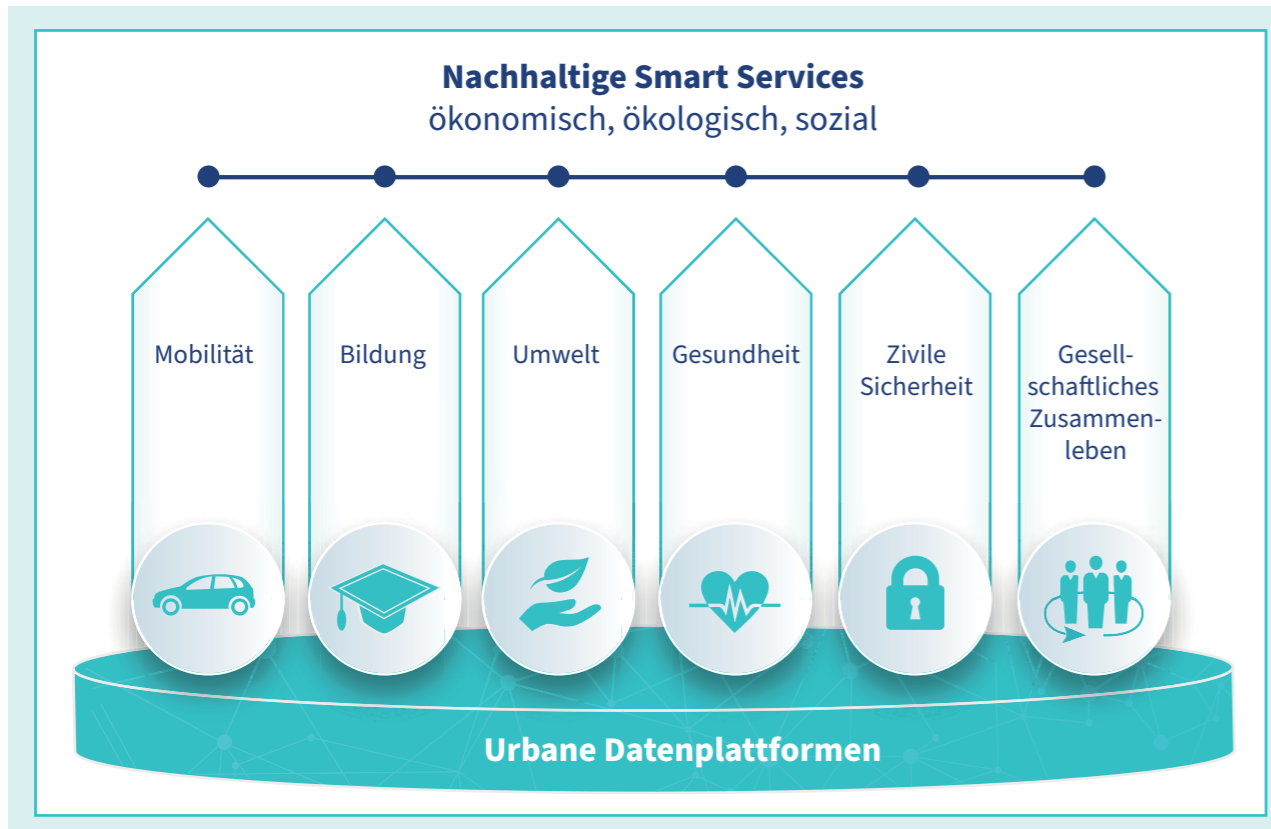 Nachhaltige Smart Services
ökonomisch, ökologisch, sozial
Mobilität
Bildung
Umwelt
Gesundheit
Zivile
Sicherheit
Gesell-
schaftliches
Zusammen-
leben
Urbane Datenplattformen